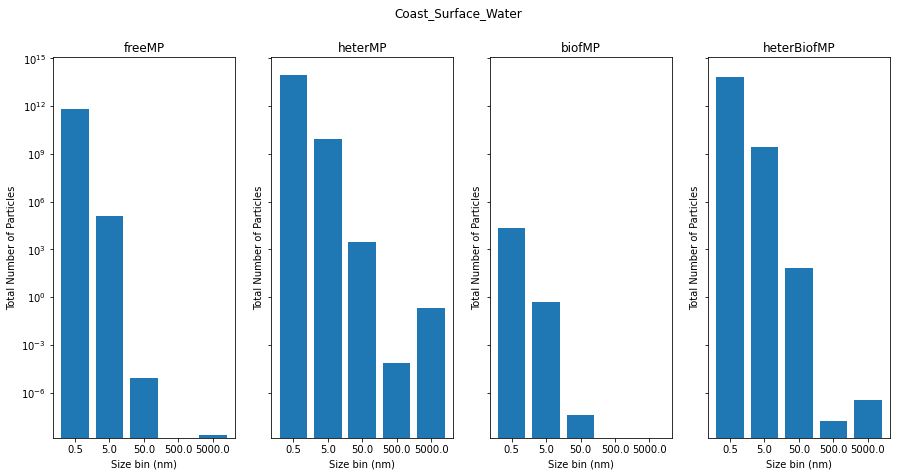 Coast_Surface_Water
freeMP
heterMP
biofMP
heterBiofMP
Total Number of Particles
10^15
10^12
10^9
10^6
10^3
10^0
10^-3
10^-6
0.5 5.0 50.0 500.0 5000.0
Size bin (nm)
Total Number of Particles
0.5 5.0 50.0 500.0 5000.0
Size bin (nm)
Total Number of Particles
0.5 5.0 50.0 500.0 5000.0
Size bin (nm)
Total Number of Particles
0.5 5.0 50.0 500.0 5000.0
Size bin (nm)